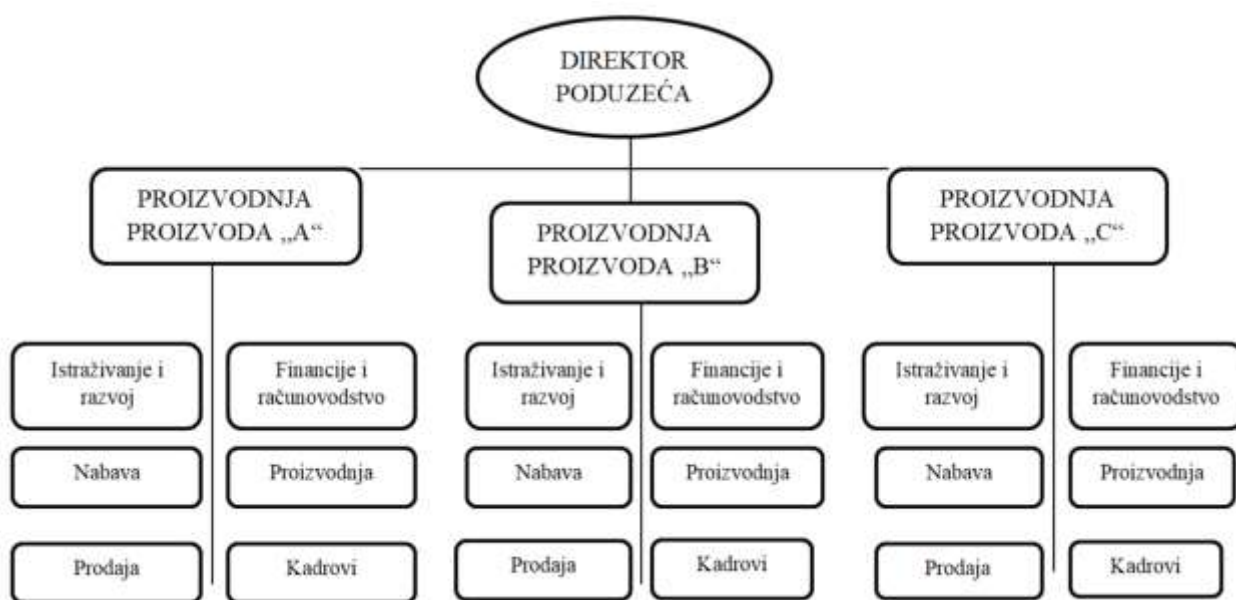 DIREKTOR
PODUZEĆA
PROIZVODNJA
PROIZVODA „A“
PROIZVODNJA
PROIZVODA „B“
PROIZVODNJA
PROIZVODA „C“
Istraživanje i
razvoj
Financije i
računovodstvo
Nabava
Proizvodnja
Prodaja
Kadrovi
Istraživanje i
razvoj
Financije i
računovodstvo
Nabava
Proizvodnja
Prodaja
Kadrovi
Istraživanje i
razvoj
Financije i
računovodstvo
Nabava
Proizvodnja
Prodaja
Kadrovi